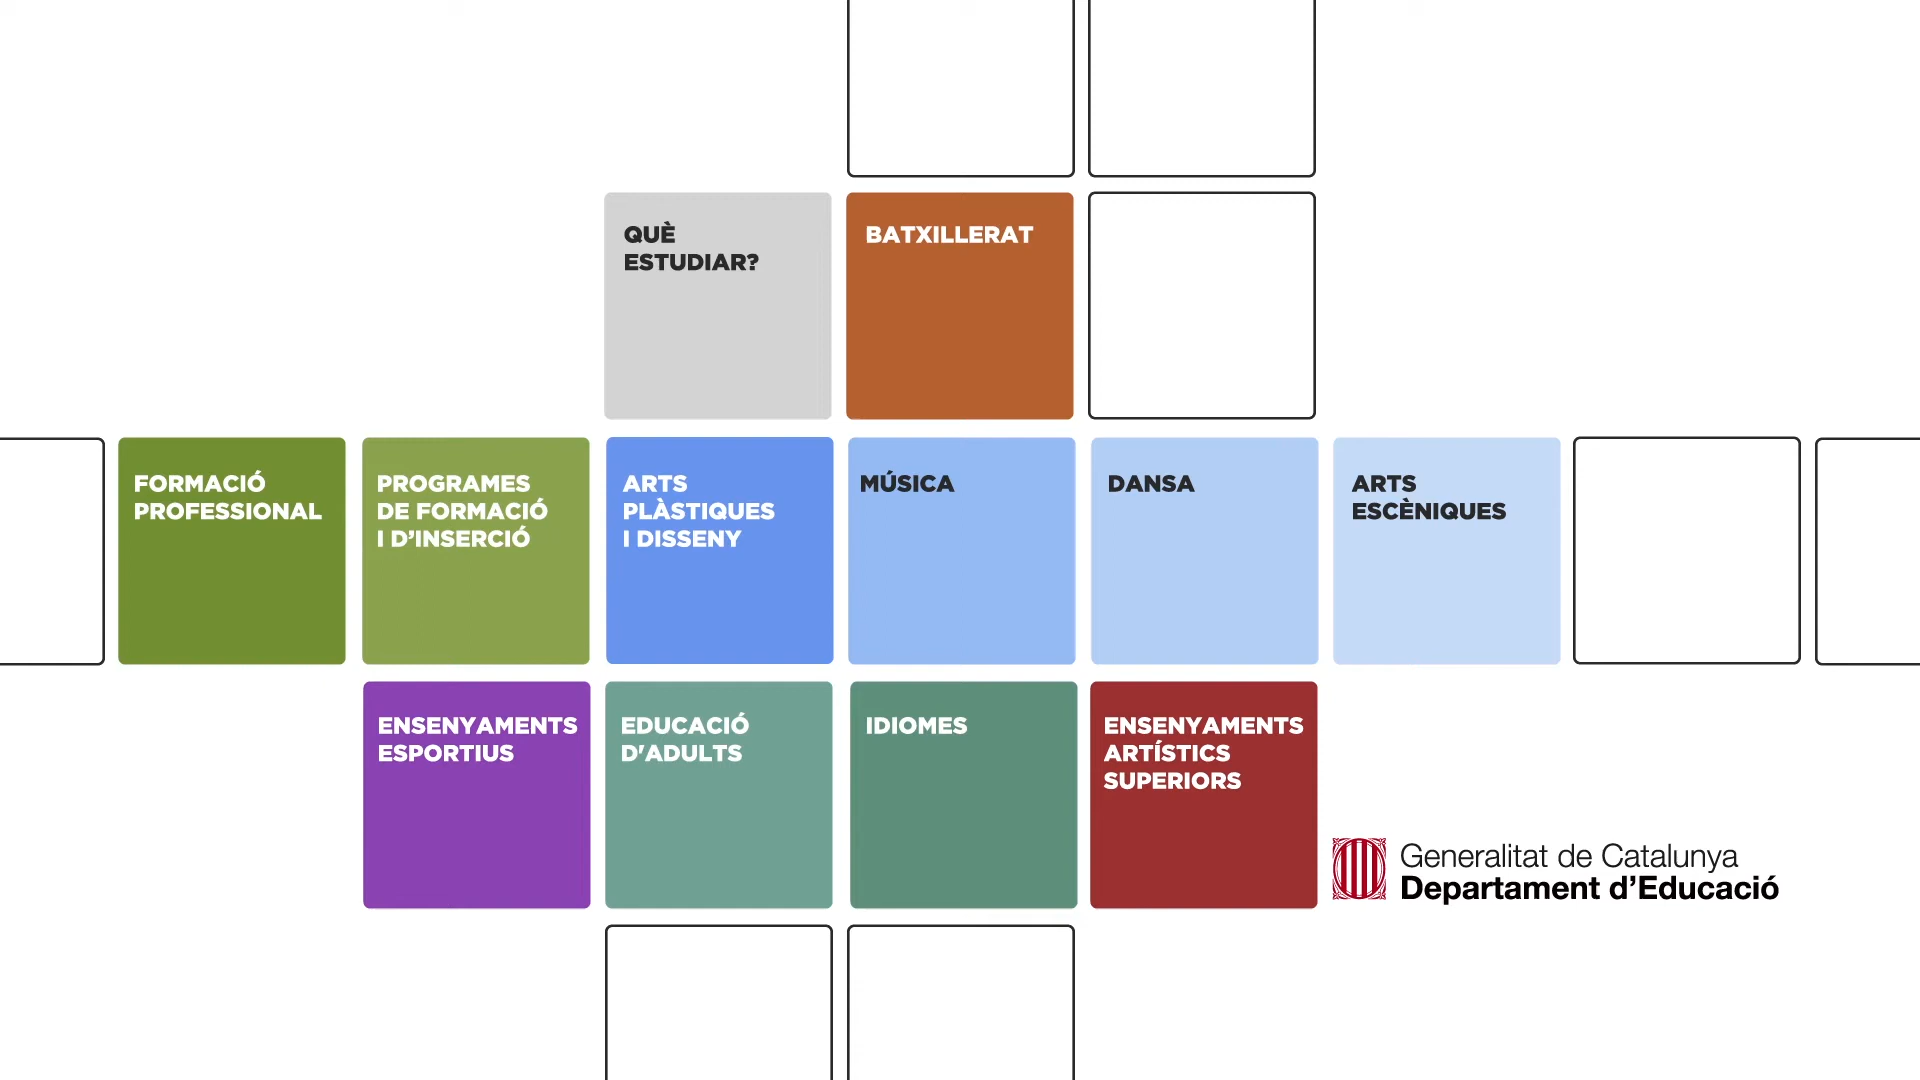 QUÈ
ESTUDIAR?
BATXILLERAT
FORMACIÓ
PROFESSIONAL
PROGRAMES
DE FORMACIÓ
I D’INSERCIÓ
ARTS
PLÀSTIQUES
I DISSENY
MÚSICA
DANSA
ARTS
ESCÈNIQUES
ENSENYAMENTS
ESPORTIUS
EDUCACIÓ
D'ADULTS
IDIOMES
ENSENYAMENTS
ARTÍSTICS
SUPERIORS
Generalitat de Catalunya
Departament d’Educació